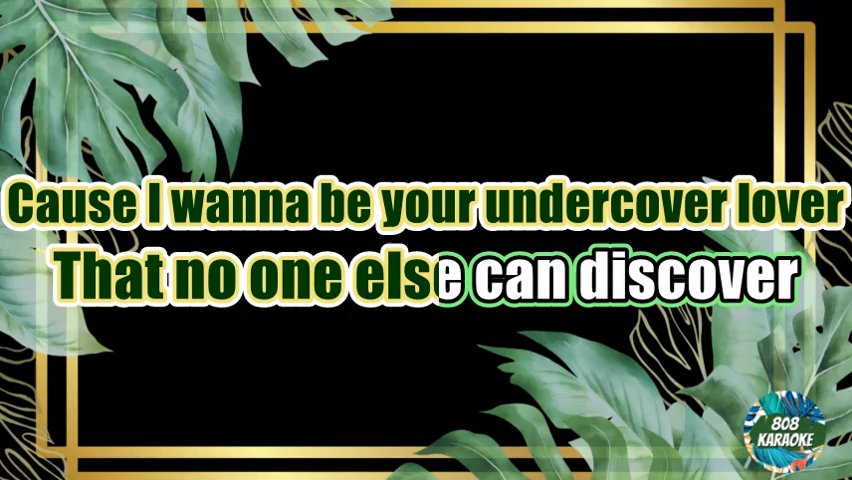 Cause I wanna be your undercover lover
That no one else can discover
808
KARAOKE